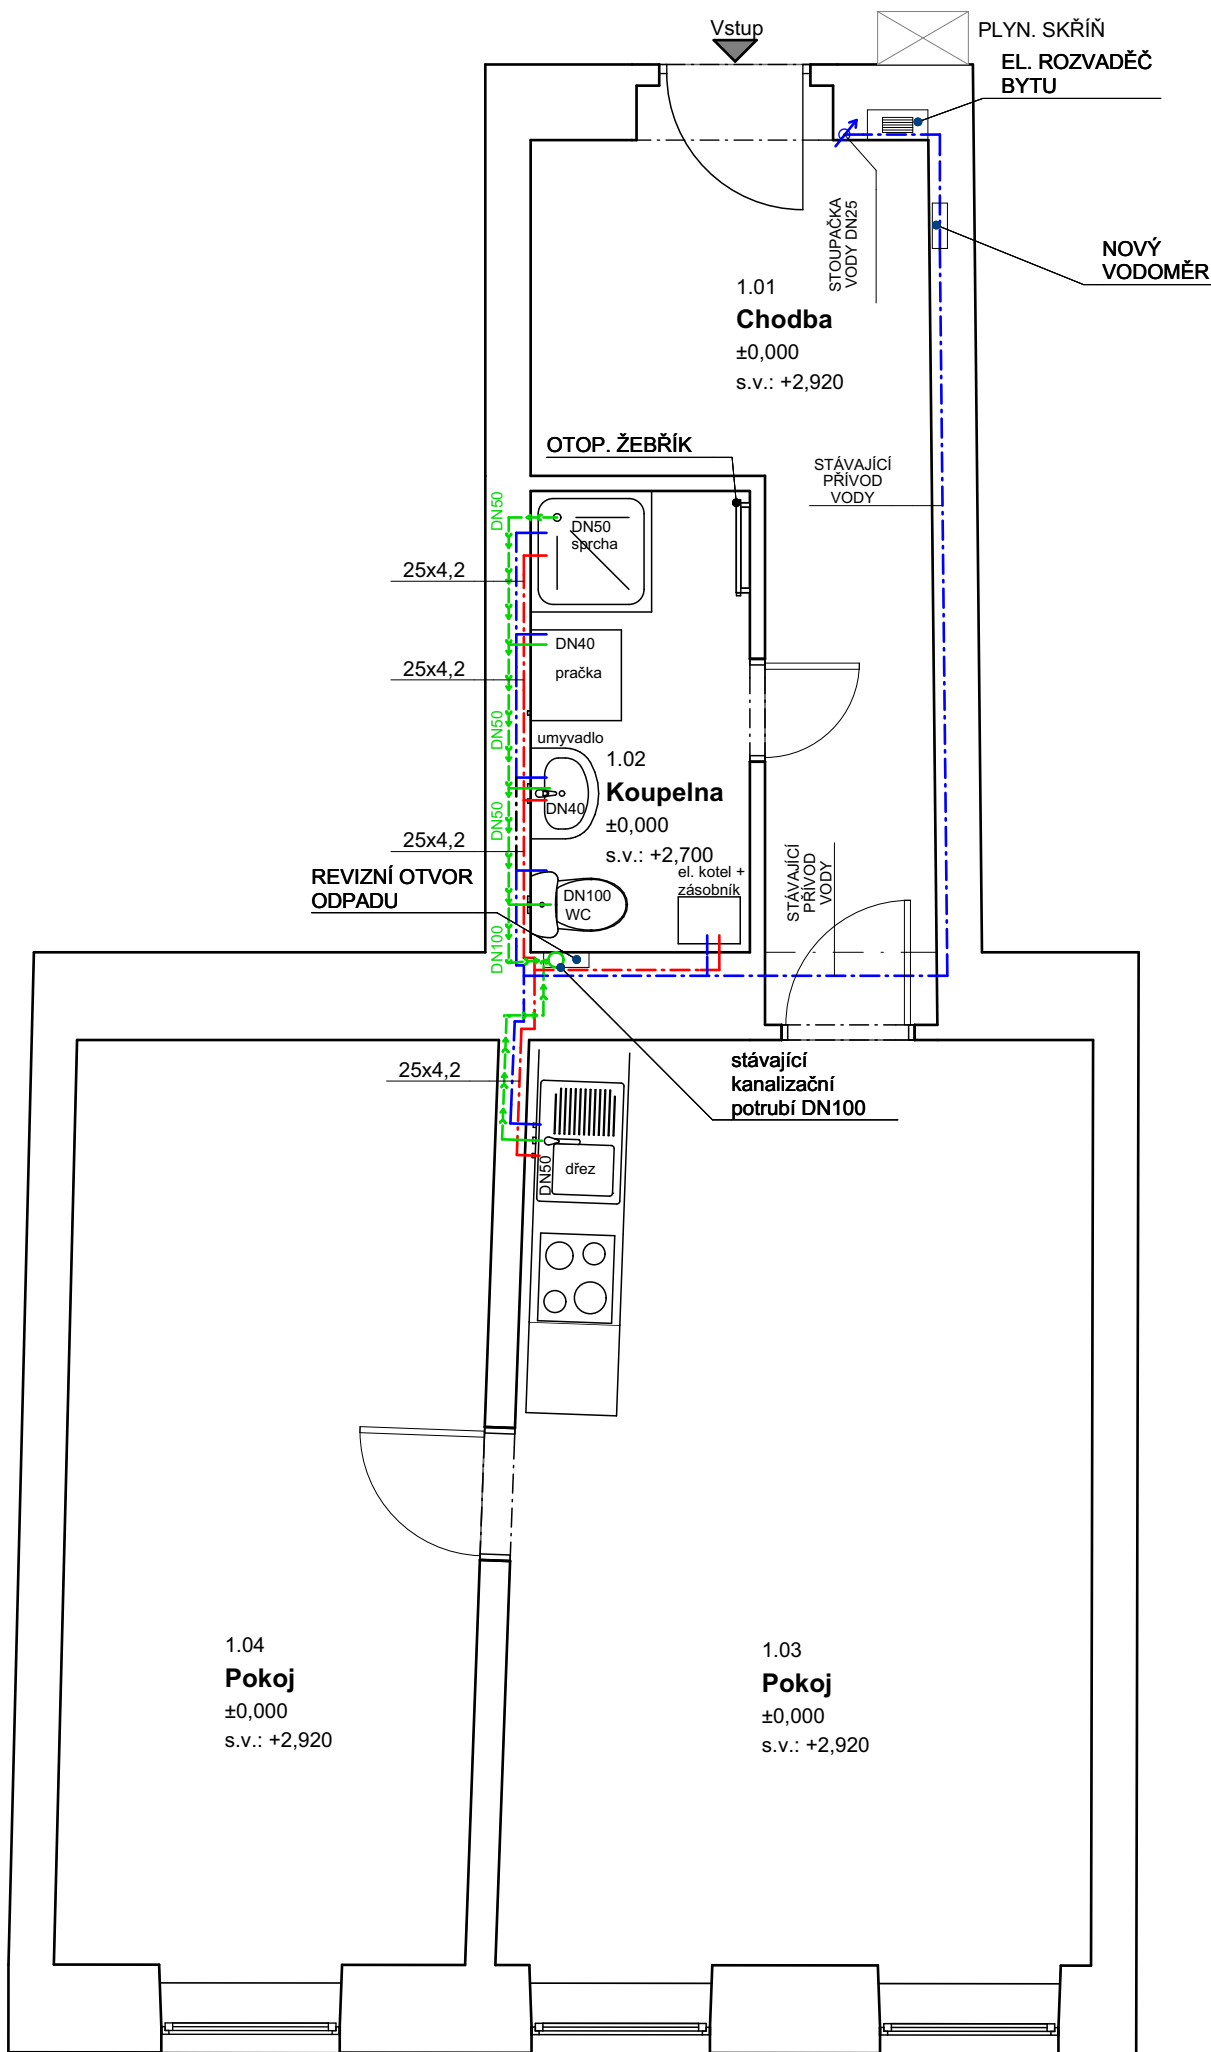 Vstup
PLYN. SKŘÍŇ
EL. ROZVADĚČ
BYTU
STOUPAČKA
VODY DN25
NOVÝ
VODOMĚR
1.01
Chodba
±0,000
s.v.: +2,920
OTOP. ŽEBŘÍK
STÁVAJÍCÍ
PŘÍVOD
VODY
DN50
DN50
sprcha
25x4,2
DN40
pračka
25x4,2
DN50
umyvadlo
1.02
Koupelna
±0,000
s.v.: +2,700
DN40
DN50
25x4,2
el. kotel +
zásobník
STÁVAJÍCÍ
PŘÍVOD
VODY
REVIZNÍ OTVOR
ODPADU
DN100
WC
DN100
stávající
kanalizační
potrubí DN100
25x4,2
DN50
dřez
1.04
Pokoj
±0,000
s.v.: +2,920
1.03
Pokoj
±0,000
s.v.: +2,920